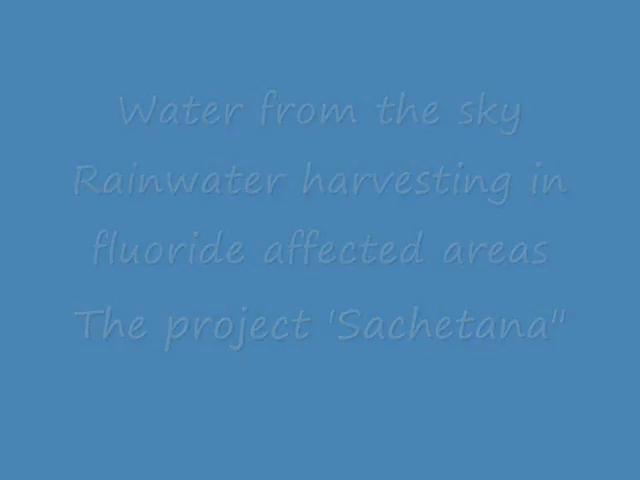 Water from the sky
Rainwater harvesting in
fluoride affected areas
The project 'Sachetana"